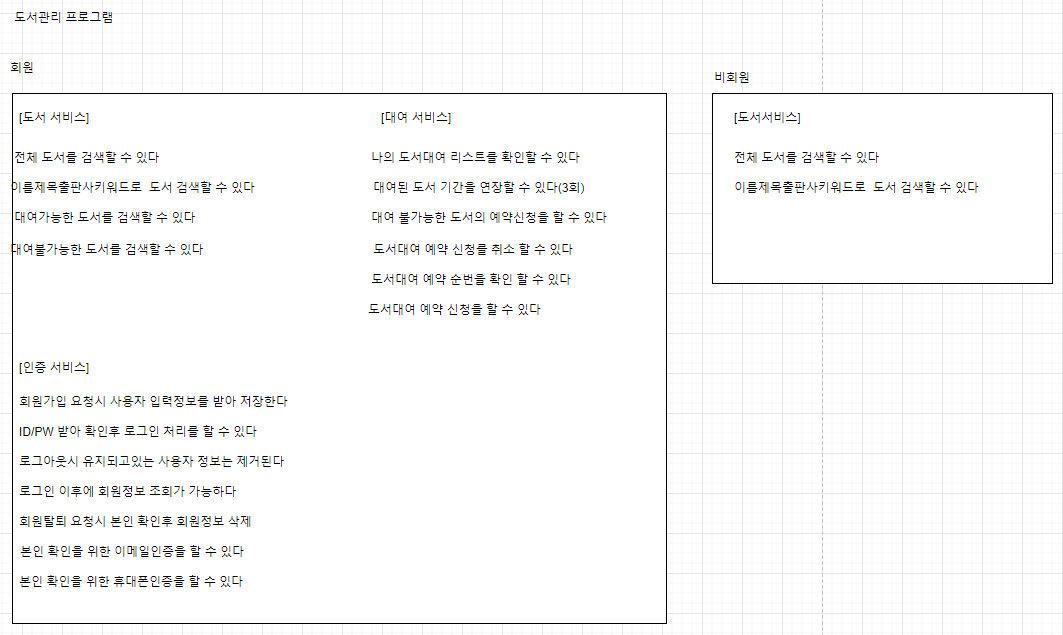 도서관리 프로그램
회원
[도서 서비스]
전체 도서를 검색할 수 있다
이름제목출판사키워드로 도서 검색할 수 있다
대여가능한 도서를 검색할 수 있다
대여불가능한 도서를 검색할 수 있다
[대여 서비스]
나의 도서대여 리스트를 확인할 수 있다
대여된 도서 기간을 연장할 수 있다(3회)
대여 불가능한 도서의 예약신청을 할 수 있다
도서대여 예약 신청를 취소 할 수 있다
도서대여 예약 순번을 확인 할 수 있다
도서대여 예약 신청을 할 수 있다
[인증 서비스]
회원가입 요청시 사용자 입력정보를 받아 저장한다
ID/PW 받아 확인후 로그인 처리를 할 수 있다
로그아웃시 유지되고있는 사용자 정보는 제거된다
로그인 이후에 회원정보 조회가 가능하다
회원탈퇴 요청시 본인 확인후 회원정보 삭제
본인 확인을 위한 이메일인증을 할 수 있다
본인 확인을 위한 휴대폰인증을 할 수 있다
비회원
[도서서비스]
전체 도서를 검색할 수 있다
이름제목출판사키워드로 도서 검색할 수 있다